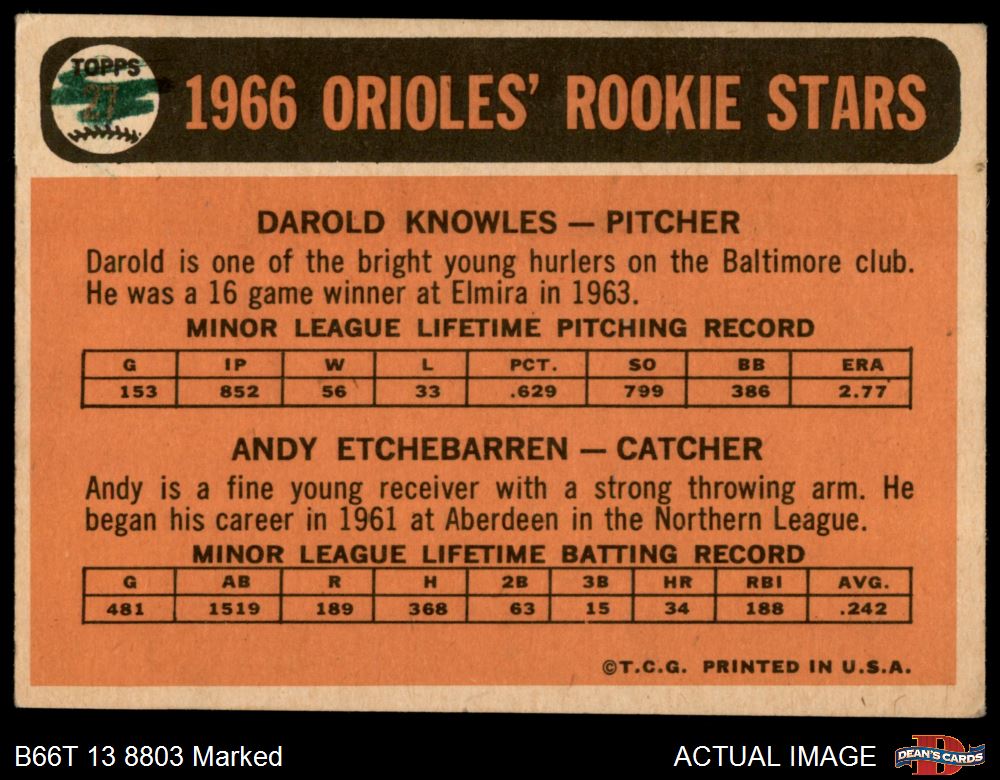 TOPPS
27
1966 ORIOLES' ROOKIE STARS
DAROLD KNOWLES — PITCHER
Darold is one of the bright young hurlers on the Baltimore club.
He was a 16 game winner at Elmira in 1963.
MINOR LEAGUE LIFETIME PITCHING RECORD
G IP W L PCT. SO BB ERA
153 852 56 33 .629 799 386 2.77
ANDY ETCHEBARREN — CATCHER
Andy is a fine young receiver with a strong throwing arm. He
began his career in 1961 at Aberdeen in the Northern League.
MINOR LEAGUE LIFETIME BATTING RECORD
G AB R H 2B 3B HR RBI AVG.
481 1519 189 368 63 15 34 188 .242
©T.C.G. PRINTED IN U.S.A.
B66T 13 8803 Marked
ACTUAL IMAGE
D
DEAN'S CARDS